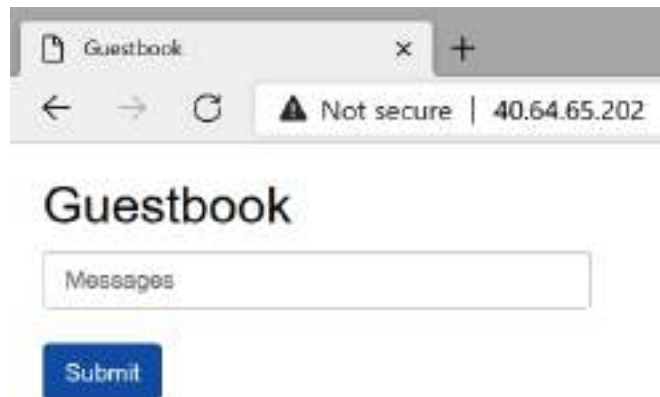 Guestbook
Not secure | 40.64.65.202
Guestbook
Messages
Submit